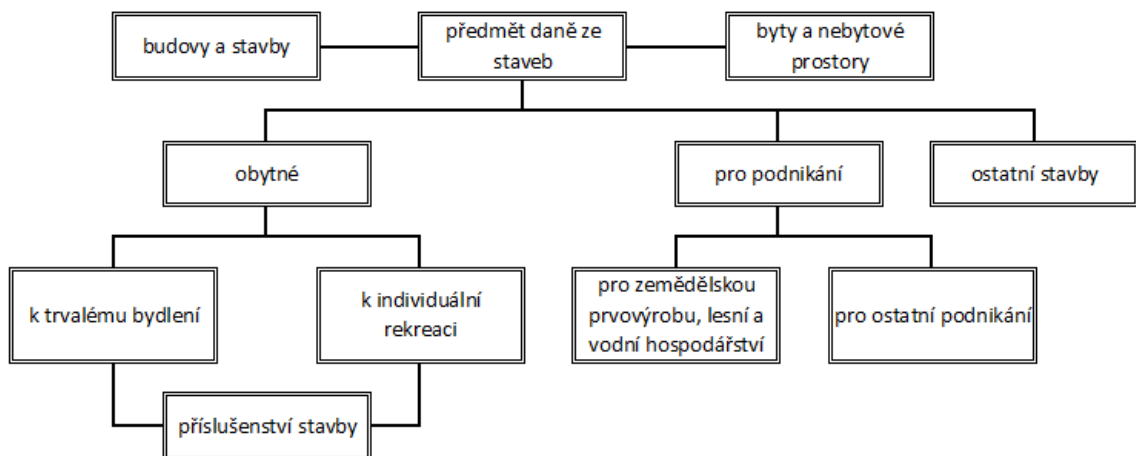 budovy a stavby
předmět daně ze
staveb
byty a nebytové
prostory
obytné
pro podnikání
ostatní stavby
k trvalému bydlení
k individuální
rekreaci
pro zemědělskou
prvovýrobu, lesní a
vodní hospodářství
pro ostatní podnikání
příslušenství stavby